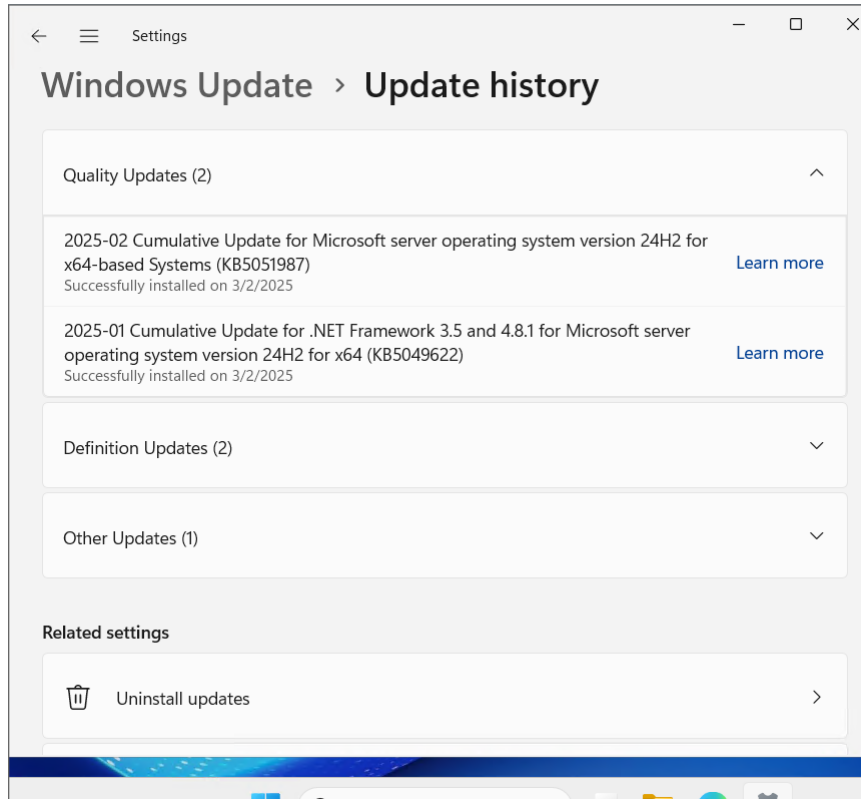 Settings
Windows Update > Update history
Quality Updates (2)
2025-02 Cumulative Update for Microsoft server operating system version 24H2 for
x64-based Systems (KB5051987)
Successfully installed on 3/2/2025
Learn more
2025-01 Cumulative Update for .NET Framework 3.5 and 4.8.1 for Microsoft server
operating system version 24H2 for x64 (KB5049622)
Successfully installed on 3/2/2025
Learn more
Definition Updates (2)
Other Updates (1)
Related settings
Uninstall updates